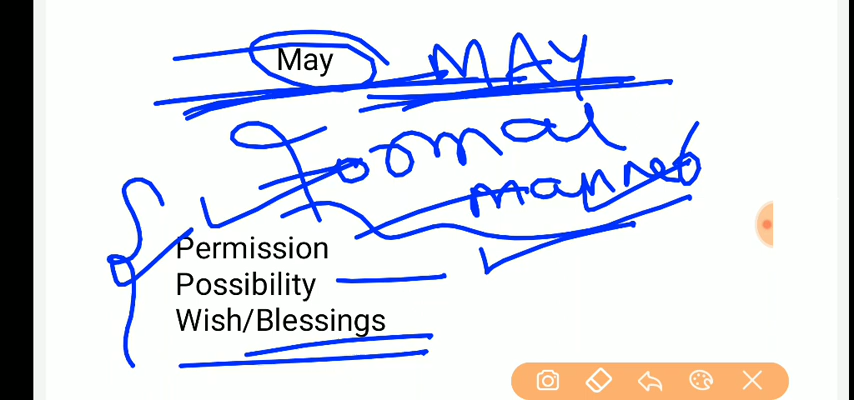 May MAY
Formal
manner
Permission
Possibility
Wish/Blessings